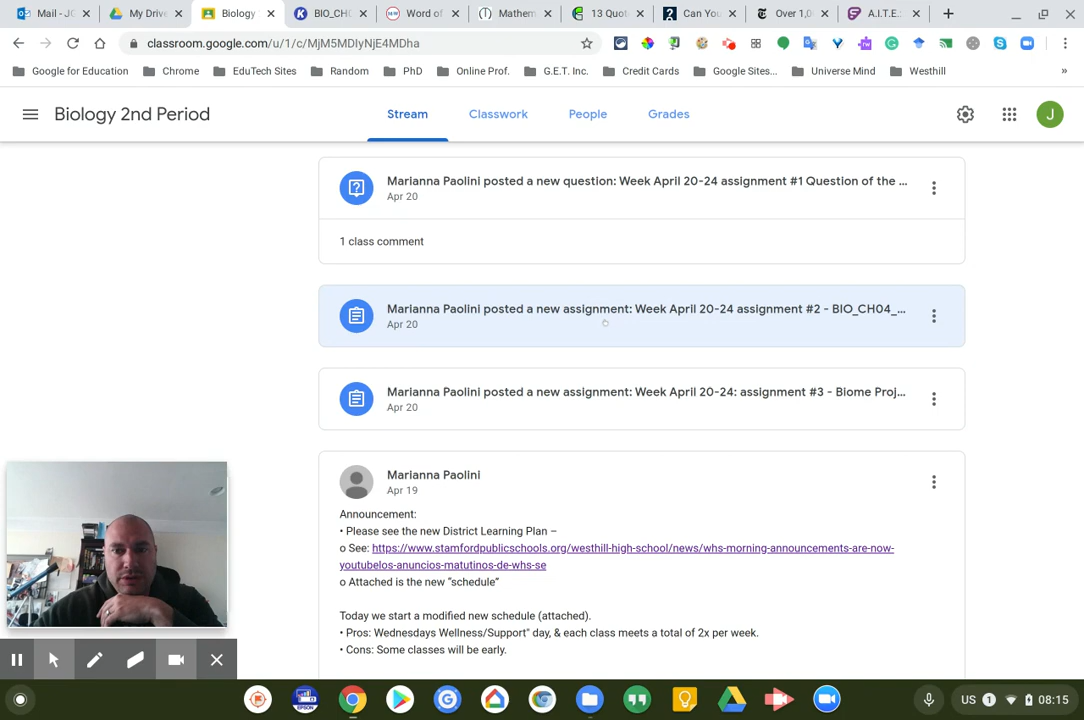 Mail - JC
My Drive
Biology
BIO_CH
Word of
Mathem
13 Quot
Can You
Over 1,0
A.I.T.E.:
classroom.google.com/u/1/c/MjM5MDIyNjE4MDha
Google for Education
Chrome
EduTech Sites
Random
PhD
Online Prof.
G.E.T. Inc.
Credit Cards
Google Sites...
Universe Mind
Westhill
»
Biology 2nd Period
Stream
Classwork
People
Grades
J
Marianna Paolini posted a new question: Week April 20-24 assignment #1 Question of the ...
Apr 20
1 class comment
Marianna Paolini posted a new assignment: Week April 20-24 assignment #2 - BIO_CH04_...
Apr 20
Marianna Paolini posted a new assignment: Week April 20-24: assignment #3 - Biome Proj...
Apr 20
Marianna Paolini
Apr 19
Announcement:
• Please see the new District Learning Plan –
o See: https://www.stamfordpublicschools.org/westhill-high-school/news/whs-morning-announcements-are-now-
youtubelos-anuncios-matutinos-de-whs-se
o Attached is the new "schedule"
Today we start a modified new schedule (attached).
• Pros: Wednesdays Wellness/Support" day, & each class meets a total of 2x per week.
• Cons: Some classes will be early.
US
1
08:15